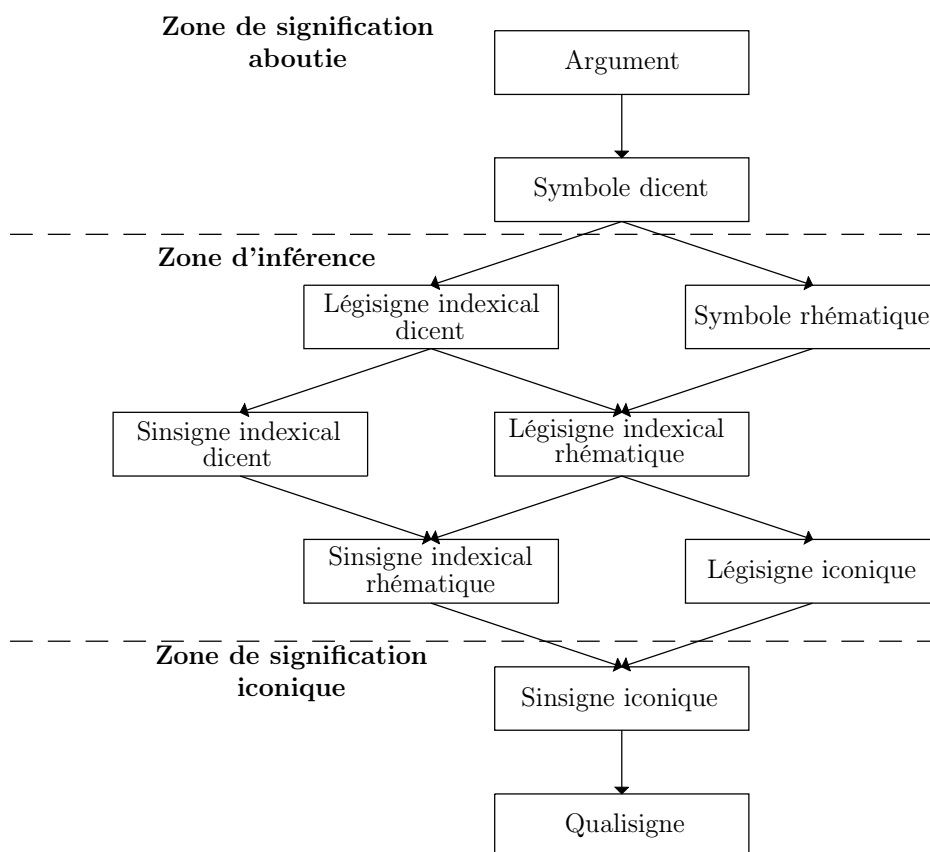 Zone de signification
aboutie
Argument
Symbole dicent
Zone d'inférence
Légisigne indexical
dicent
Symbole rhématique
Sinsigne indexical
dicent
Légisigne indexical
rhématique
Sinsigne indexical
rhématique
Légisigne iconique
Zone de signification
iconique
Sinsigne iconique
Qualisigne